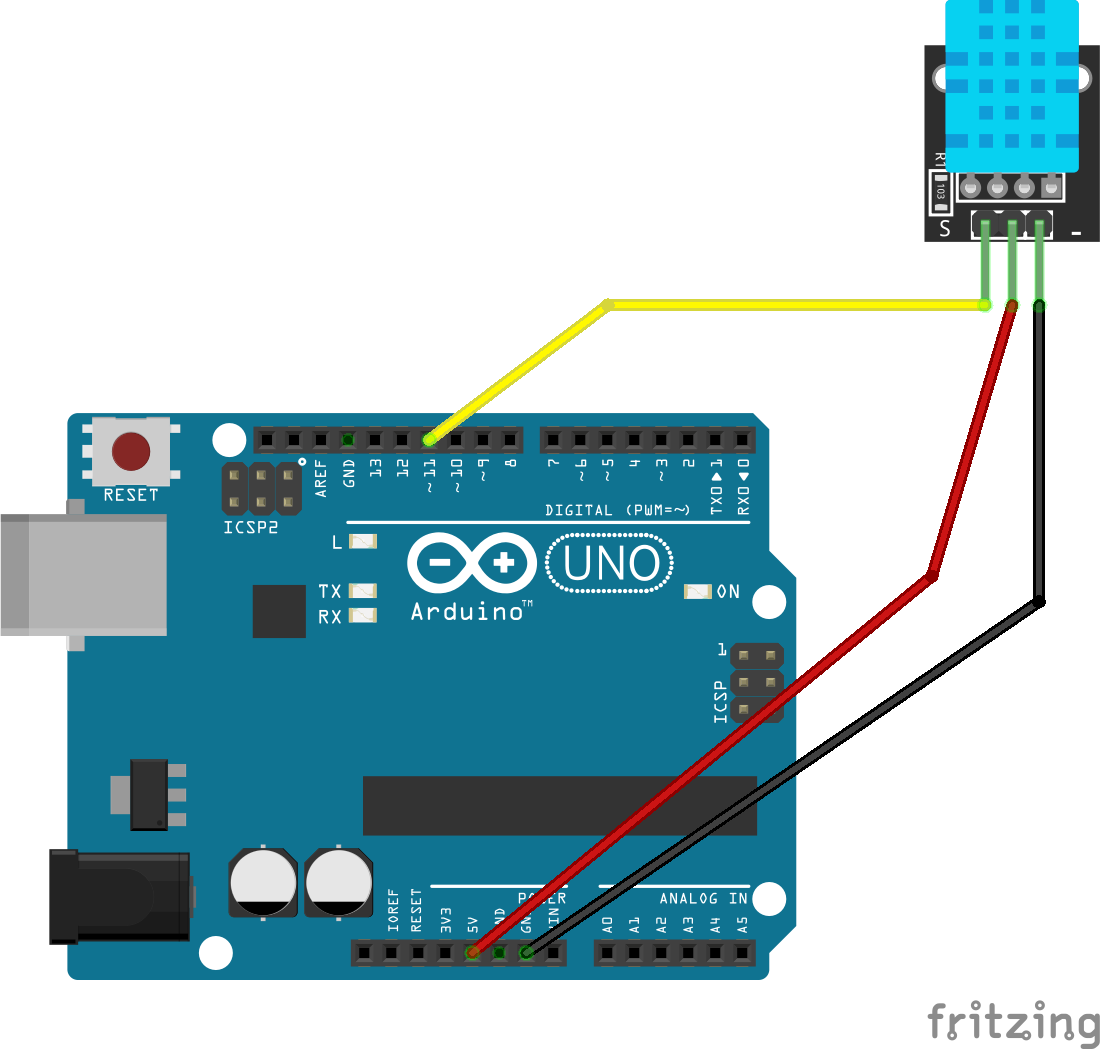 R1
103
S
-
RESET
ICSP2
AREF
GND
13
12
~11
~10
~9
8
7
~6
~5
4
~3
2
TX0▶1
RX0◀0
DIGITAL (PWM=~)
L
TX
RX
UNO
ON
Arduino™
1
ICSP
POWER
ANALOG IN
IOREF
RESET
3V3
5V
ND
GN
VIN
A0
A1
A2
A3
A4
A5
fritzing